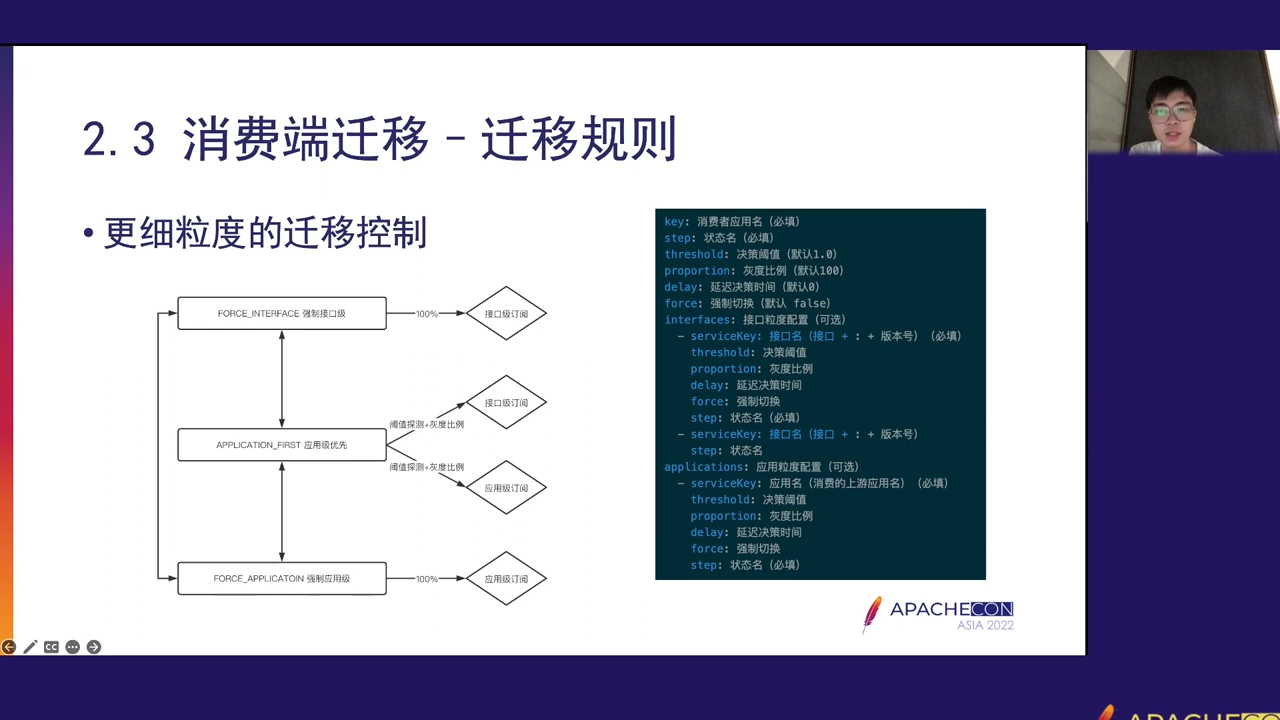 2.3 消费端迁移 – 迁移规则
• 更细粒度的迁移控制
FORCE_INTERFACE 强制接口级
100%
接口级订阅
接口级订阅
阈值探测+灰度比例
APPLICATION_FIRST 应用级优先
阈值探测+灰度比例
应用级订阅
FORCE_APPLICATOIN 强制应用级
100%
应用级订阅
key: 消费者应用名（必填）
step: 状态名（必填）
threshold: 决策阈值（默认1.0）
proportion: 灰度比例（默认100）
delay: 延迟决策时间（默认0）
force: 强制切换（默认 false）
interfaces: 接口粒度配置（可选）
- serviceKey: 接口名（接口 + : + 版本号）（必填）
threshold: 决策阈值
proportion: 灰度比例
delay: 延迟决策时间
force: 强制切换
step: 状态名（必填）
- serviceKey: 接口名（接口 + : + 版本号）
step: 状态名
applications: 应用粒度配置（可选）
- serviceKey: 应用名（消费的上游应用名）（必填）
threshold: 决策阈值
proportion: 灰度比例
delay: 延迟决策时间
force: 强制切换
step: 状态名（必填）
APACHECON
ASIA 2022
CC